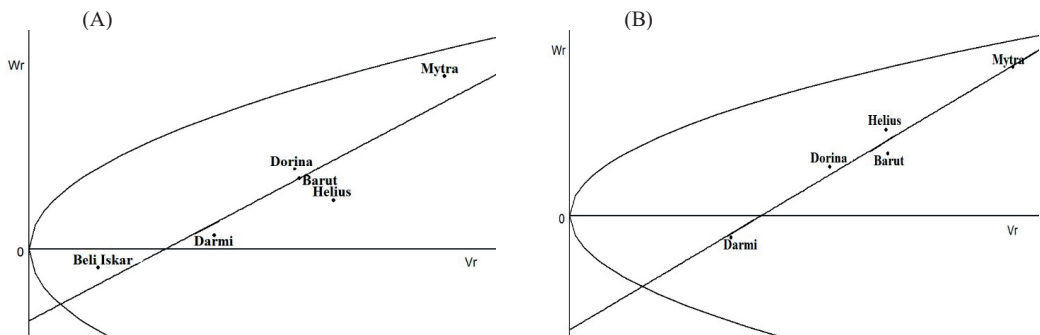 (A)
Wr
Mytra
Dorina
Barut
Helius
Darmi
0
Beli Iskar
Vr
(B)
Wr
Mytra
Helius
Dorina
Barut
0
Vr
Darmi